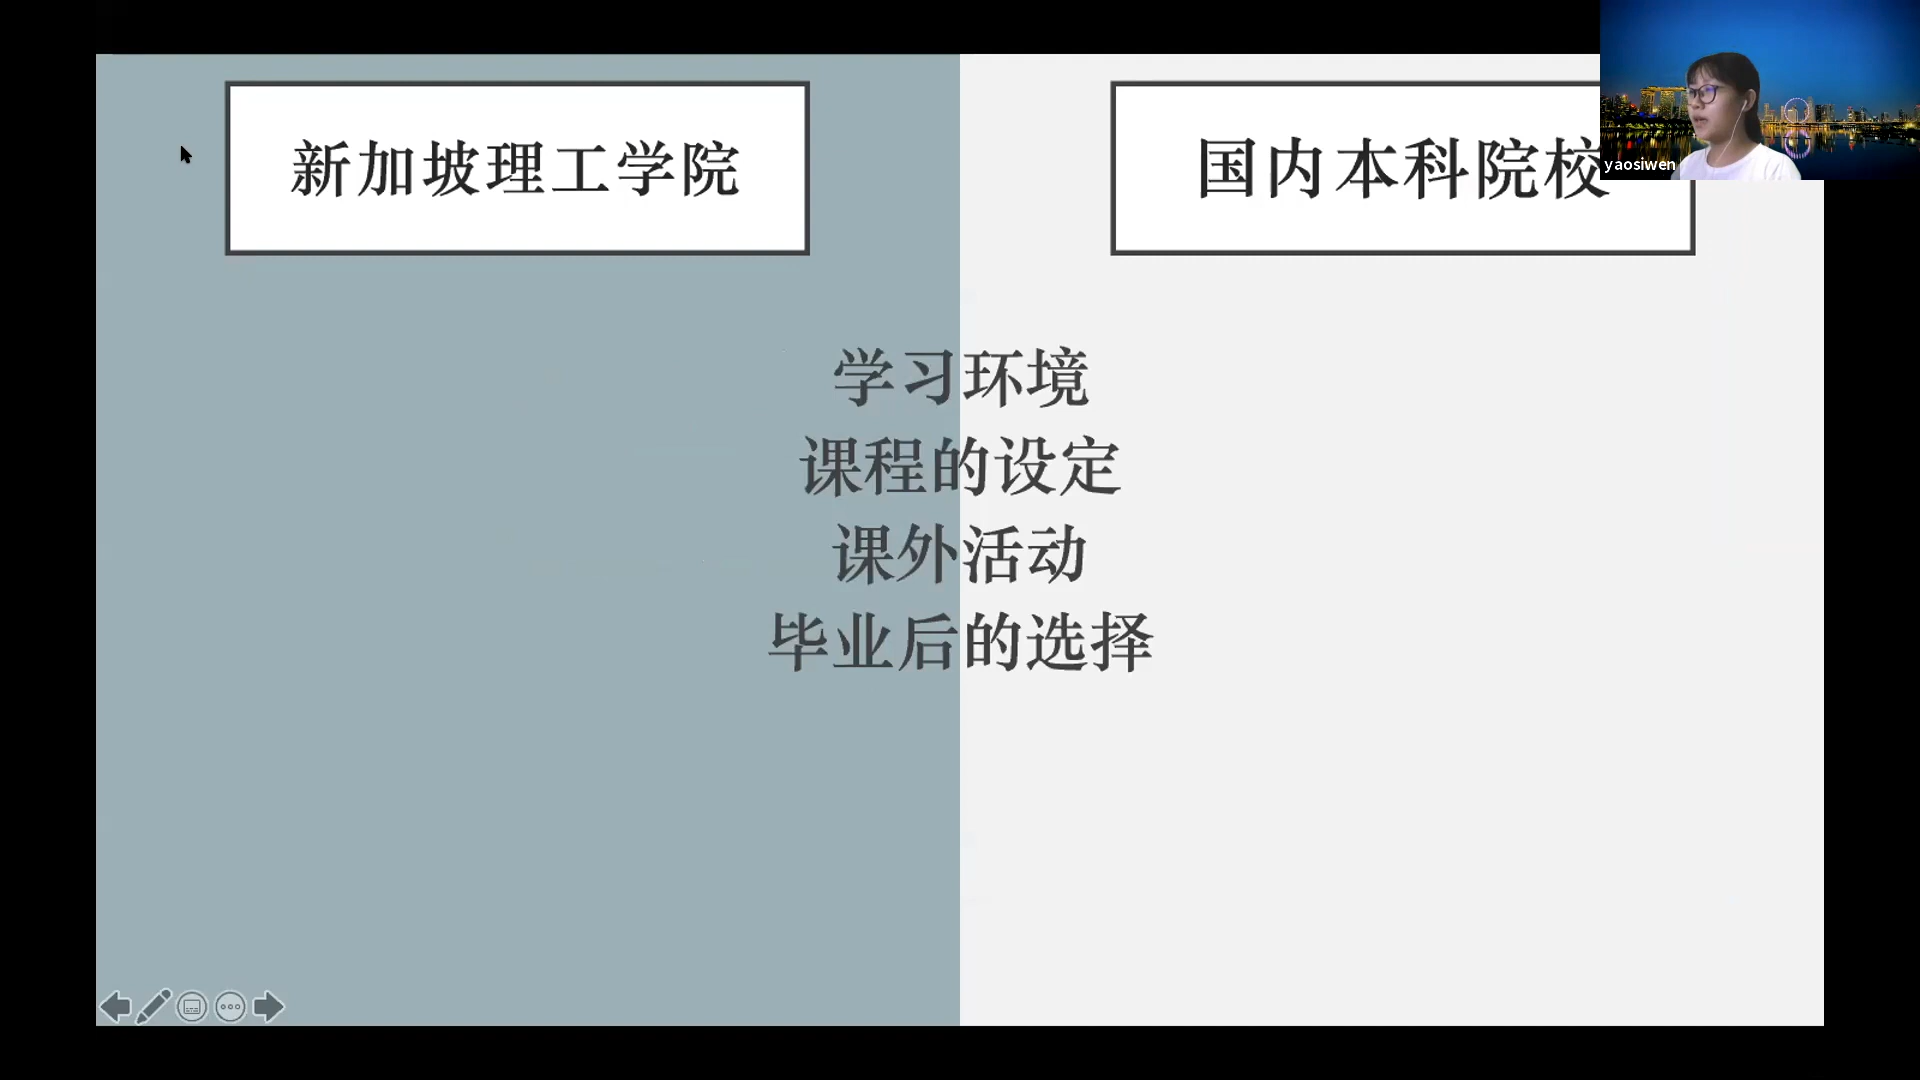 新加坡理工学院
国内本科院校
yaosiwen
学习环境
课程的设定
课外活动
毕业后的选择